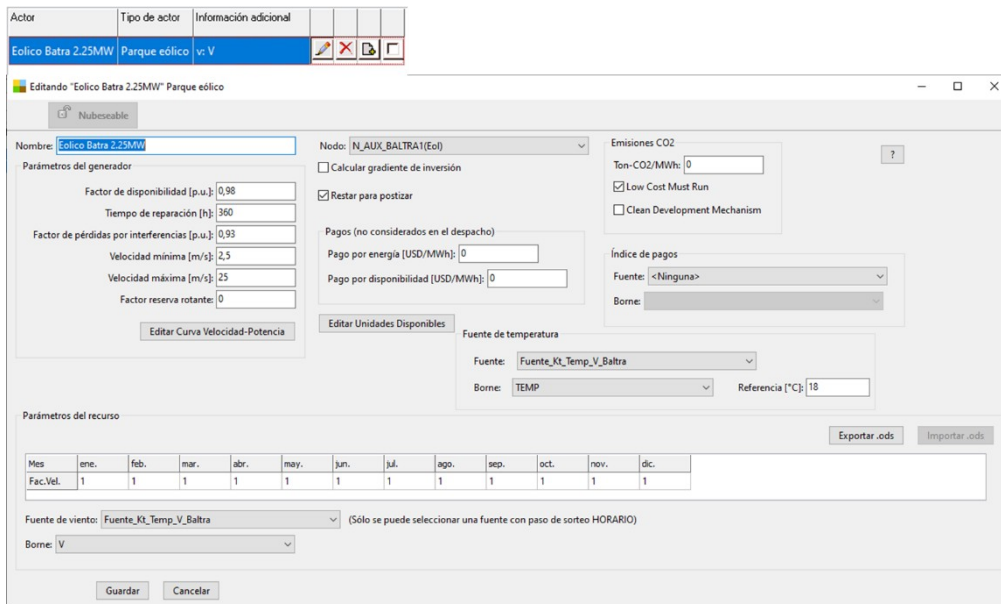 Actor Tipo de actor Información adicional
Eolico Batra 2.25MW Parque eólico v: V
Editando "Eolico Batra 2.25MW" Parque eólico
Nubeseable
Nombre: Eolico Batra 2.25MW
Nodo: N_AUX_BALTRA1(Eol)
Emisiones CO2
Ton-CO2/MWh: 0
?
Parámetros del generador
Calcular gradiente de inversión
Low Cost Must Run
Factor de disponibilidad [p.u.]: 0,98
Restar para postizar
Clean Development Mechanism
Tiempo de reparación [h]: 360
Factor de pérdidas por interferencias [p.u.]: 0,93
Pagos (no considerados en el despacho)
Velocidad mínima [m/s]: 2,5
Pago por energía [USD/MWh]: 0
Índice de pagos
Velocidad máxima [m/s]: 25
Pago por disponibilidad [USD/MWh]: 0
Fuente: <Ninguna>
Factor reserva rotante: 0
Borne:
Editar Curva Velocidad-Potencia
Editar Unidades Disponibles
Fuente de temperatura
Fuente: Fuente_Kt_Temp_V_Baltra
Borne: TEMP
Referencia [°C]: 18
Parámetros del recurso
Exportar .ods
Importar .ods
Mes ene. feb. mar. abr. may. jun. jul. ago. sep. oct. nov. dic.
Fac.Vel. 1 1 1 1 1 1 1 1 1 1 1 1
Fuente de viento: Fuente_Kt_Temp_V_Baltra (Sólo se puede seleccionar una fuente con paso de sorteo HORARIO)
Borne: V
Guardar
Cancelar